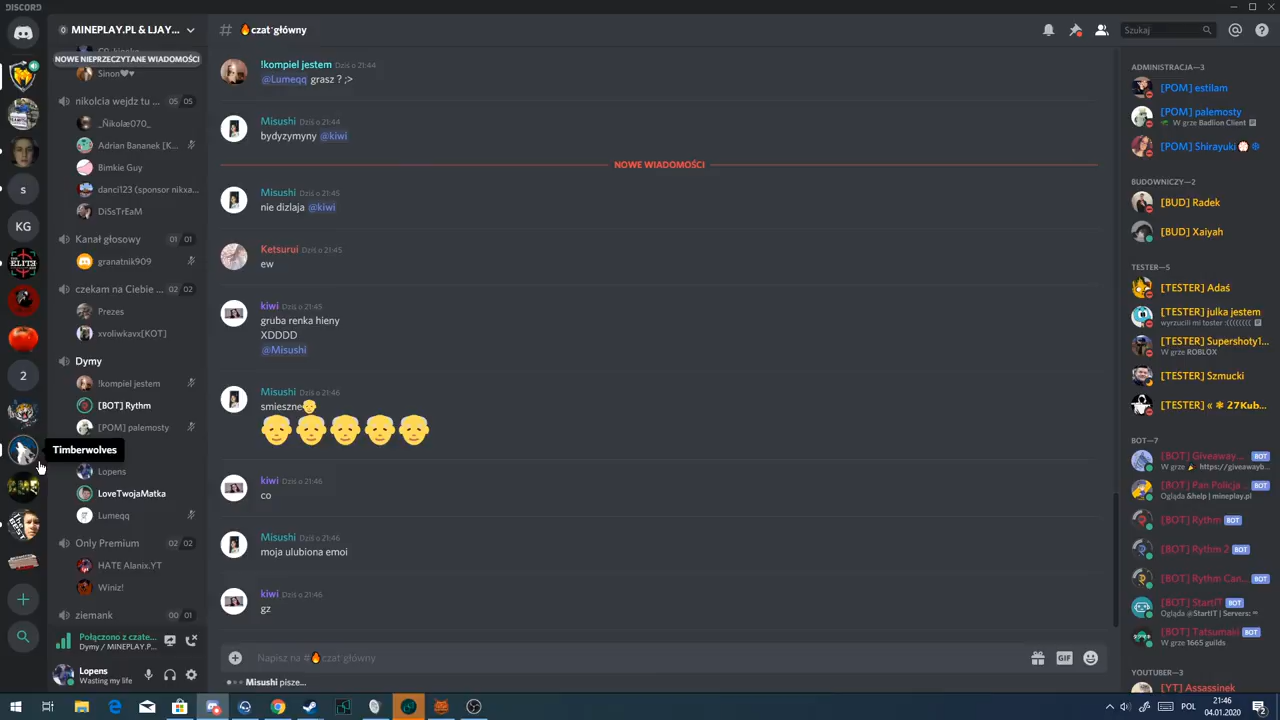 DISCORD
MINEPLAY.PL & LJAY...
NOWE NIEPRZECZYTANE WIADOMOŚCI
Sinon🖤♥
nikolcia wejdz tu ... 05 05
_Ñikolæ070_
Adrian Bananek [K...
Bimkie Guy
danci123 (sponsor nikxa...
DiSsTrEaM
Kanał głosowy 01 01
granatnik909
czekam na Ciebie ... 02 02
Prezes
xvoliwkavx[KOT]
Dymy
!kompiel jestem
[BOT] Rythm
[POM] palemosty
Timberwolves
Lopens
LoveTwojaMatka
Lumeqq
Only Premium 02 02
HATE Alanix.YT
Winiz!
ziemank 00 01
Połączono z czate...
Dymy / MINEPLAY.P...
Lopens
Wasting my life
S
KG
ELITE
2
# 🔥czat główny
Szukaj
!kompiel jestem Dziś o 21:44
@Lumeqq grasz ? ;>
Misushi Dziś o 21:44
bydyzymyny @kiwi
NOWE WIADOMOŚCI
Misushi Dziś o 21:45
nie dizlaja @kiwi
Ketsurui Dziś o 21:45
ew
kiwi Dziś o 21:45
gruba renka hieny
XDDDD
@Misushi
Misushi Dziś o 21:46
smieszne👴
👴👴👴👴👴
kiwi Dziś o 21:46
co
Misushi Dziś o 21:46
moja ulubiona emoi
kiwi Dziś o 21:46
gz
Napisz na #🔥czat główny
GIF
Misushi pisze...
ADMINISTRACJA—3
[POM] estilam
[POM] palemosty
W grze Badlion Client
[POM] Shirayuki
BUDOWNICZY—2
[BUD] Radek
[BUD] Xaiyah
TESTER—5
[TESTER] Adaś
[TESTER] julka jestem
wyrzucili mi toster :((((((((
[TESTER] Supershoty1...
W grze ROBLOX
[TESTER] Szmucki
[TESTER] « ❄ 27Kub...
BOT—7
[BOT] Giveaway... BOT
W grze 🎉 https://giveawayb...
[BOT] Pan Policja... BOT
Ogląda &help | mineplay.pl
[BOT] Rythm BOT
[BOT] Rythm 2 BOT
[BOT] Rythm Can... BOT
[BOT] StartIT BOT
Ogląda @StartIT | Servers: ∞
[BOT] Tatsumaki BOT
W grze 1665 guilds
YOUTUBER—3
[YT] Assassinek
POL
21:46
04.01.2020
2